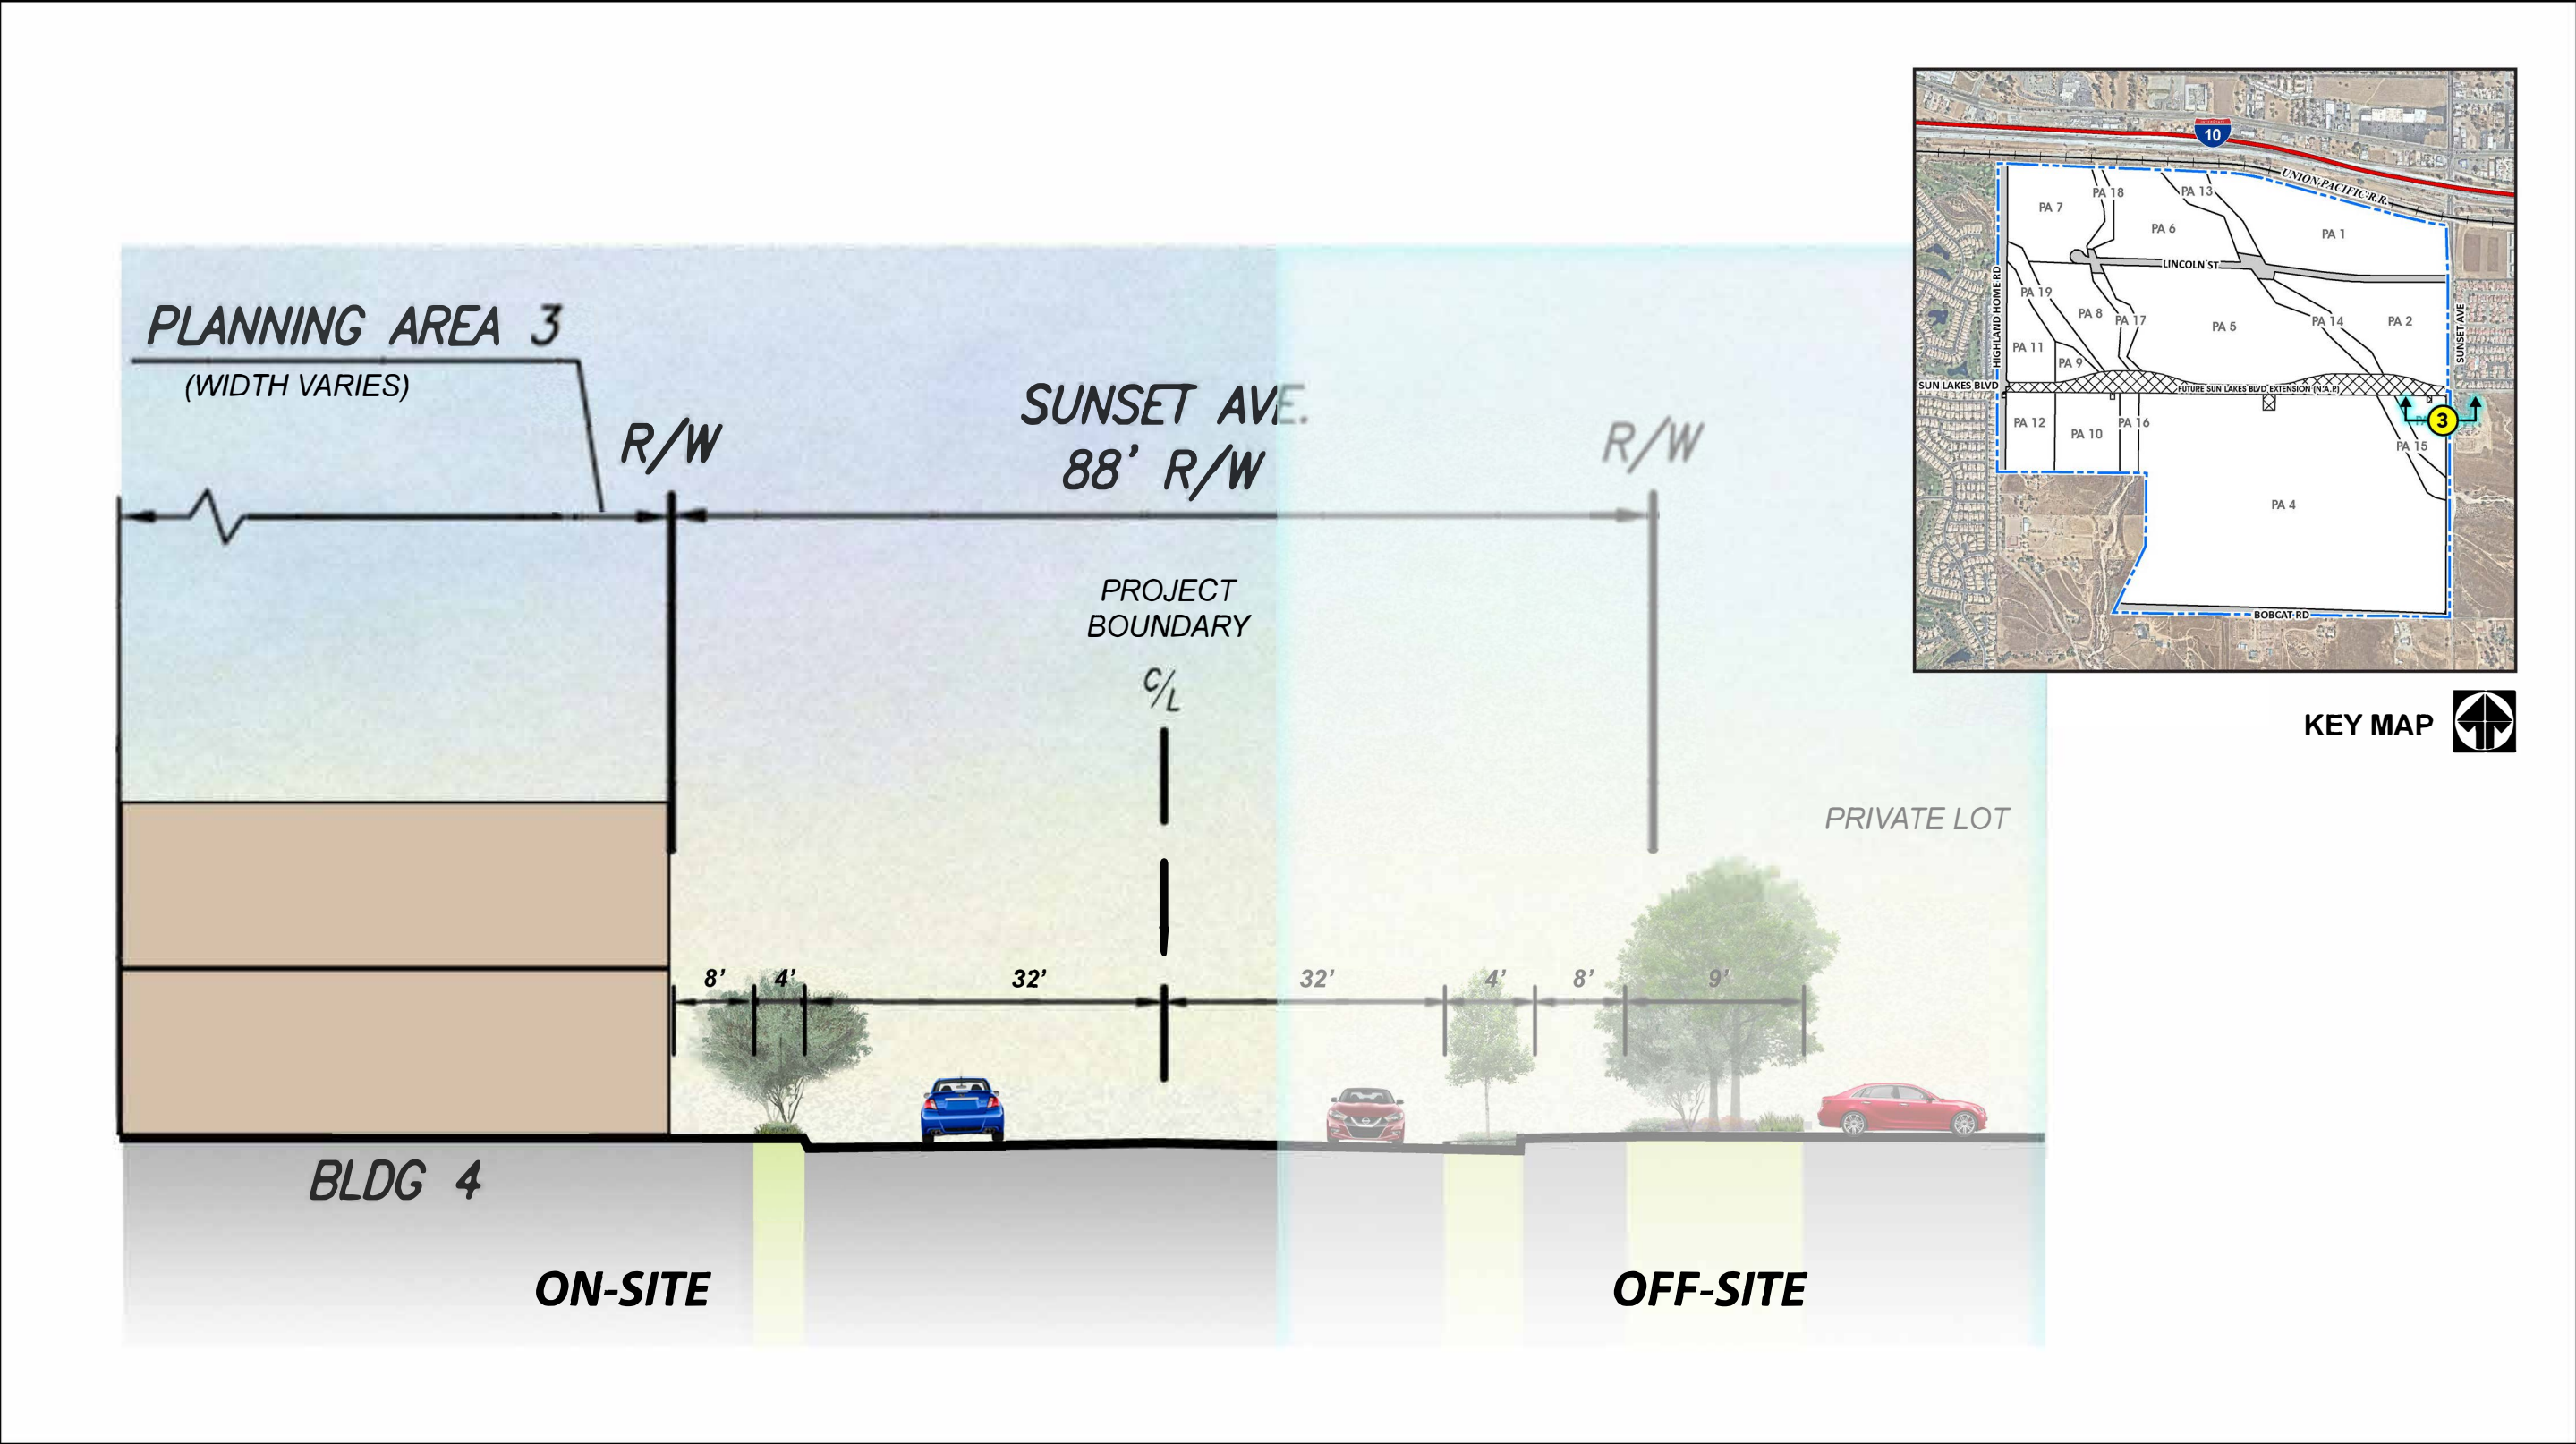 PLANNING AREA 3
(WIDTH VARIES)
R/W
SUNSET AVE.
88' R/W
R/W
PROJECT
BOUNDARY
C/L
PRIVATE LOT
8'
4'
32'
32'
4'
8'
9'
BLDG 4
ON-SITE
OFF-SITE
INTERSTATE
10
UNION PACIFIC R.R.
PA 18
PA 13
PA 7
PA 6
PA 1
LINCOLN ST
HIGHLAND HOME RD
PA 19
PA 8
PA 17
PA 5
PA 14
PA 2
SUNSET AVE
PA 11
PA 9
SUN LAKES BLVD
FUTURE SUN LAKES BLVD EXTENSION (N.A.P.)
PA 12
PA 10
PA 16
3
PA 15
PA 4
BOBCAT RD
KEY MAP